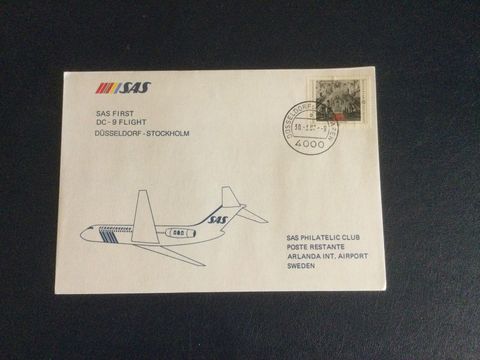 SAS
SAS FIRST
DC-9 FLIGHT
DÜSSELDORF-STOCKHOLM
4000
SAS
SAS PHILATELIC CLUB
POSTE RESTANTE
ARLANDA INT. AIRPORT
SWEDEN